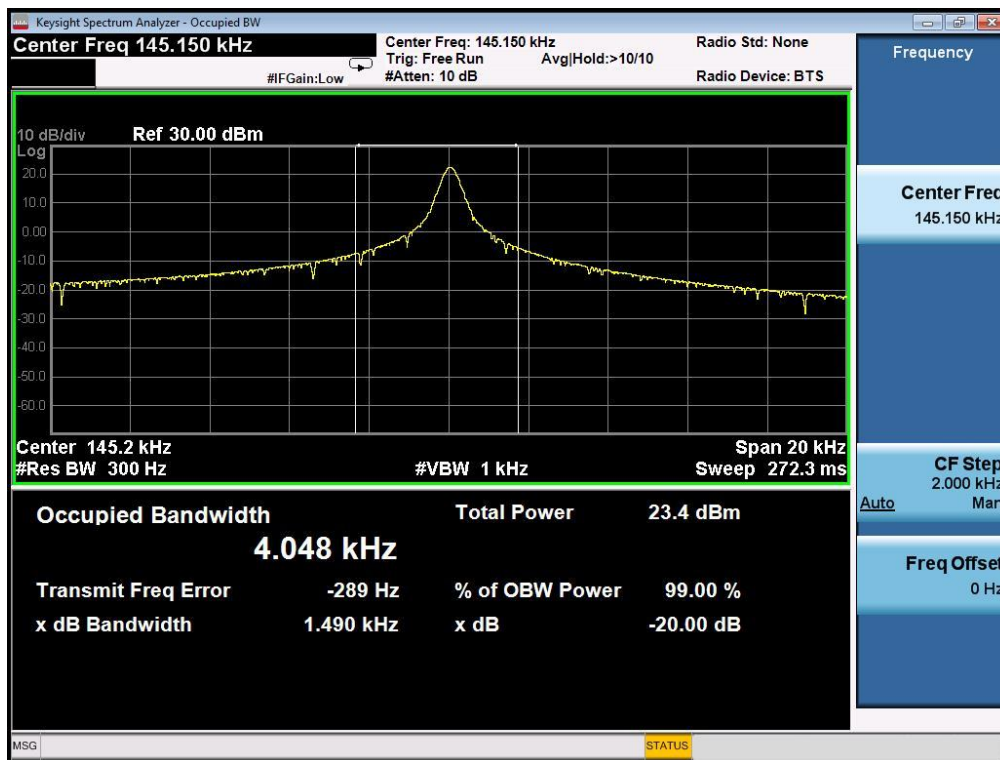 Keysight Spectrum Analyzer - Occupied BW
Center Freq 145.150 kHz
Center Freq: 145.150 kHz
Radio Std: None
Trig: Free Run
Avg|Hold:>10/10
#IFGain:Low
#Atten: 10 dB
Radio Device: BTS
Frequency
10 dB/div
Ref 30.00 dBm
Log
20.0
10.0
0.00
-10.0
-20.0
-30.0
-40.0
-50.0
-60.0
Center Freq
145.150 kHz
Center 145.2 kHz
Span 20 kHz
#Res BW 300 Hz
#VBW 1 kHz
Sweep 272.3 ms
CF Step
2.000 kHz
Auto
Man
Occupied Bandwidth
Total Power
23.4 dBm
4.048 kHz
Freq Offset
0 Hz
Transmit Freq Error
-289 Hz
% of OBW Power
99.00 %
x dB Bandwidth
1.490 kHz
x dB
-20.00 dB
MSG
STATUS